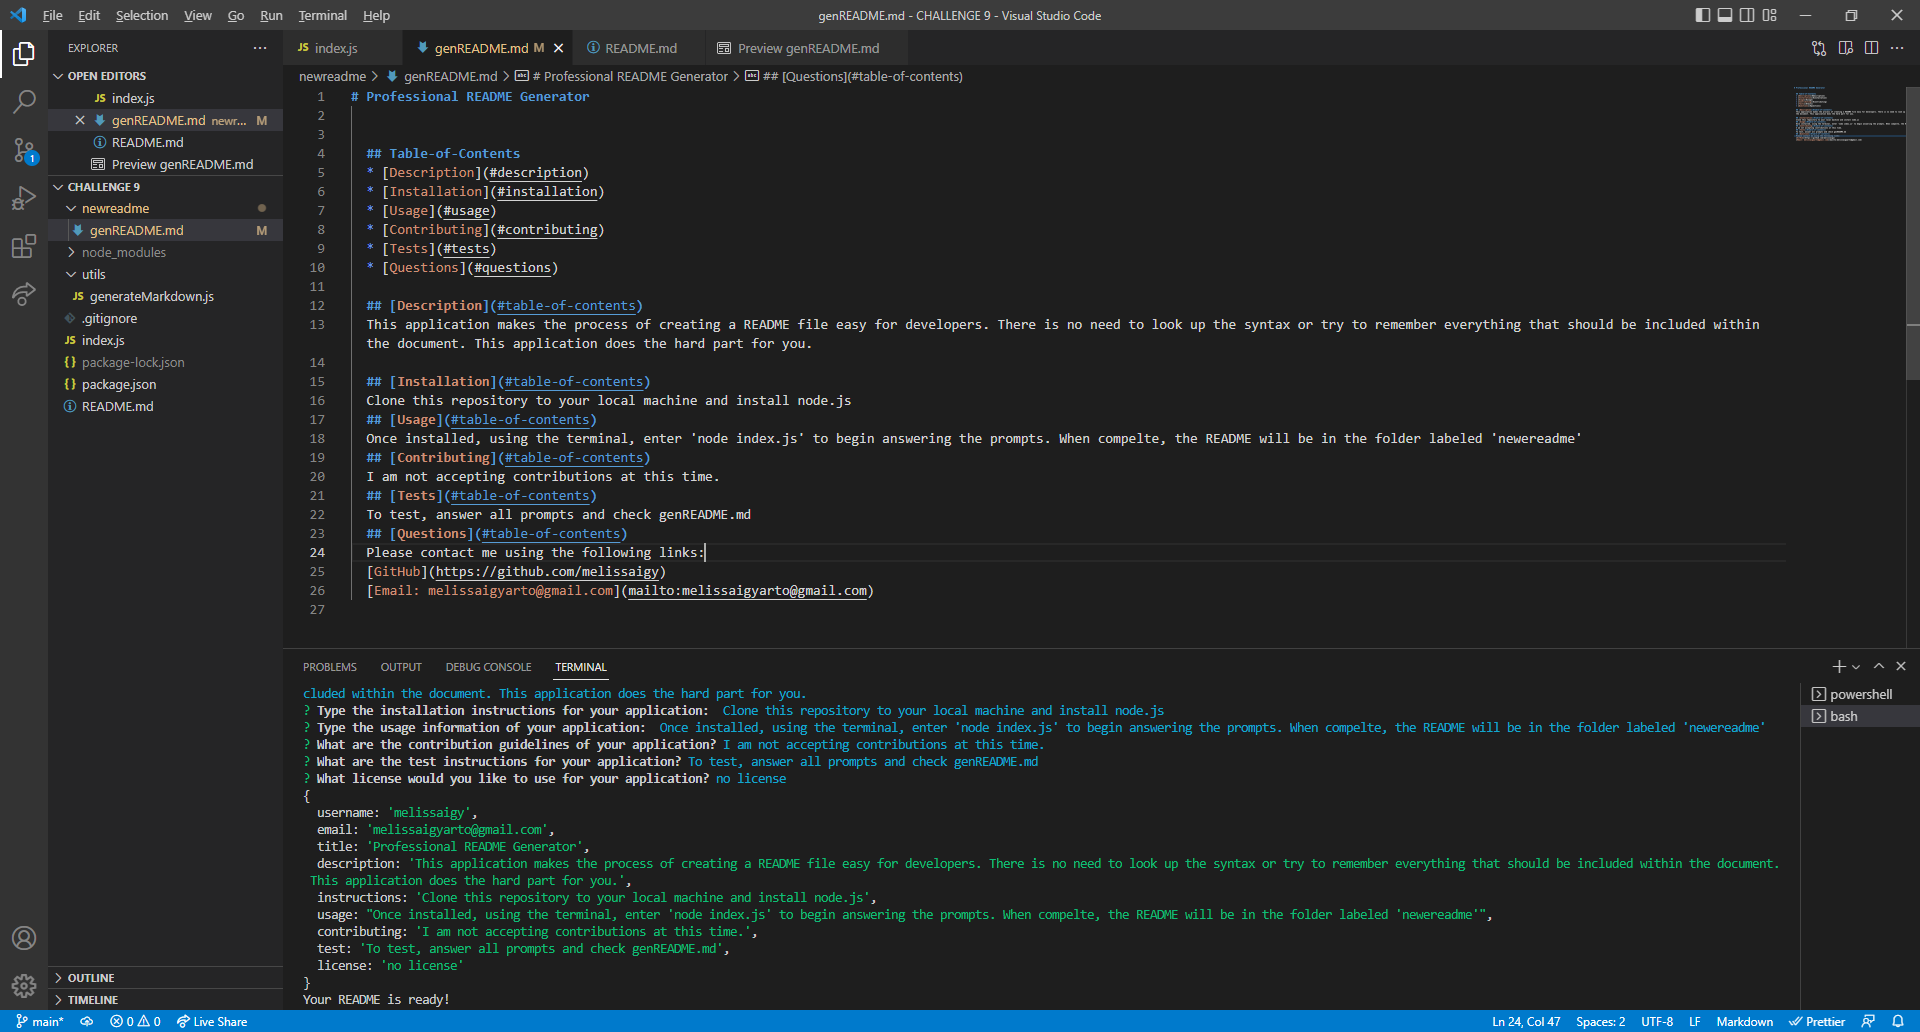 File Edit Selection View Go Run Terminal Help genREADME.md - CHALLENGE 9 - Visual Studio Code
EXPLORER
OPEN EDITORS
JS index.js
genREADME.md newr... M
README.md
Preview genREADME.md
CHALLENGE 9
newreadme
genREADME.md M
node_modules
utils
JS generateMarkdown.js
.gitignore
JS index.js
{} package-lock.json
{} package.json
README.md
OUTLINE
TIMELINE
1
JS index.js genREADME.md M README.md Preview genREADME.md
newreadme > genREADME.md > # Professional README Generator > ## [Questions](#table-of-contents)
1 # Professional README Generator
2
3
4 ## Table-of-Contents
5 * [Description](#description)
6 * [Installation](#installation)
7 * [Usage](#usage)
8 * [Contributing](#contributing)
9 * [Tests](#tests)
10 * [Questions](#questions)
11
12 ## [Description](#table-of-contents)
13 This application makes the process of creating a README file easy for developers. There is no need to look up the syntax or try to remember everything that should be included within
the document. This application does the hard part for you.
14
15 ## [Installation](#table-of-contents)
16 Clone this repository to your local machine and install node.js
17 ## [Usage](#table-of-contents)
18 Once installed, using the terminal, enter 'node index.js' to begin answering the prompts. When compelte, the README will be in the folder labeled 'newereadme'
19 ## [Contributing](#table-of-contents)
20 I am not accepting contributions at this time.
21 ## [Tests](#table-of-contents)
22 To test, answer all prompts and check genREADME.md
23 ## [Questions](#table-of-contents)
24 Please contact me using the following links:
25 [GitHub](https://github.com/melissaigy)
26 [Email: melissaigyarto@gmail.com](mailto:melissaigyarto@gmail.com)
27
PROBLEMS OUTPUT DEBUG CONSOLE TERMINAL
cluded within the document. This application does the hard part for you.
? Type the installation instructions for your application: Clone this repository to your local machine and install node.js
? Type the usage information of your application: Once installed, using the terminal, enter 'node index.js' to begin answering the prompts. When compelte, the README will be in the folder labeled 'newereadme'
? What are the contribution guidelines of your application? I am not accepting contributions at this time.
? What are the test instructions for your application? To test, answer all prompts and check genREADME.md
? What license would you like to use for your application? no license
{
username: 'melissaigy',
email: 'melissaigyarto@gmail.com',
title: 'Professional README Generator',
description: 'This application makes the process of creating a README file easy for developers. There is no need to look up the syntax or try to remember everything that should be included within the document.
This application does the hard part for you.',
instructions: 'Clone this repository to your local machine and install node.js',
usage: "Once installed, using the terminal, enter 'node index.js' to begin answering the prompts. When compelte, the README will be in the folder labeled 'newereadme'",
contributing: 'I am not accepting contributions at this time.',
test: 'To test, answer all prompts and check genREADME.md',
license: 'no license'
}
Your README is ready!
powershell
bash
main* 0 0 Live Share Ln 24, Col 47 Spaces: 2 UTF-8 LF Markdown Prettier